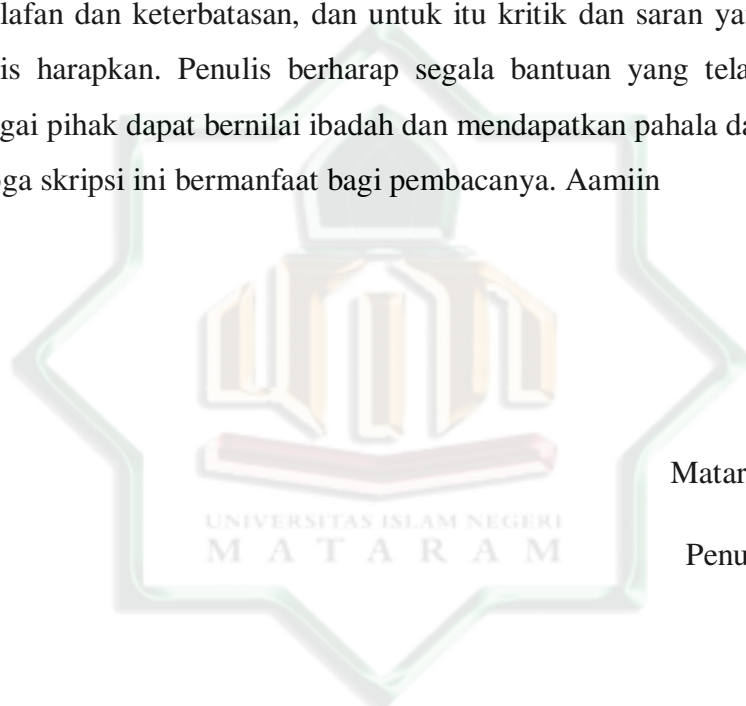 lafan dan keterbatasan, dan untuk itu kritik dan saran ya
is harapkan. Penulis berharap segala bantuan yang tela
gai pihak dapat bernilai ibadah dan mendapatkan pahala da
ga skripsi ini bermanfaat bagi pembacanya. Aamiin
Matar
UNIVERSITAS ISLAM NEGERI
MATARAM
Penu